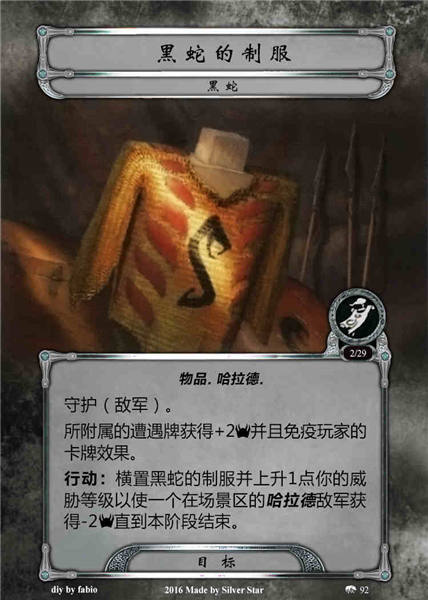 黑蛇的制服
黑蛇
2/29
物品. 哈拉德.
守护（敌军）。
所附属的遭遇牌获得+2并且免疫玩家的
卡牌效果。
行动：横置黑蛇的制服并上升1点你的威
胁等级以使一个在场景区的哈拉德敌军获
得-2直到本阶段结束。
目标
diy by fabio
2016 Made by Silver Star
92